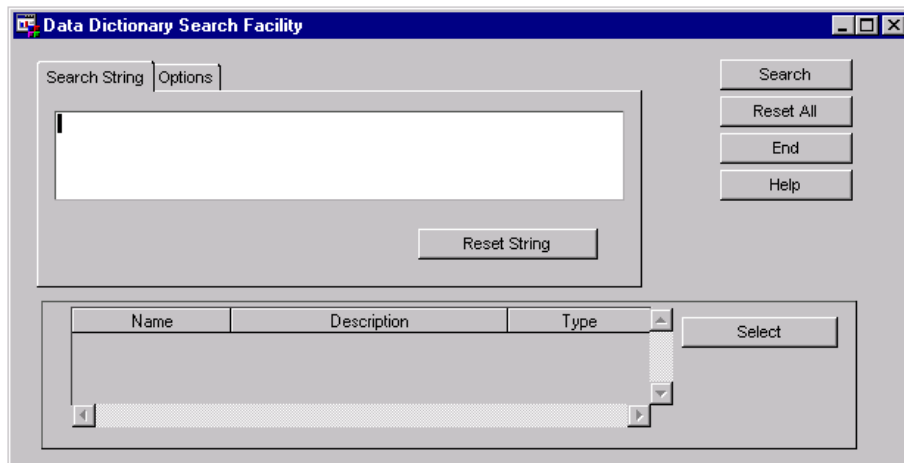 Data Dictionary Search Facility
Search String Options
Search
Reset All
End
Help
Reset String
Name Description Type
Select